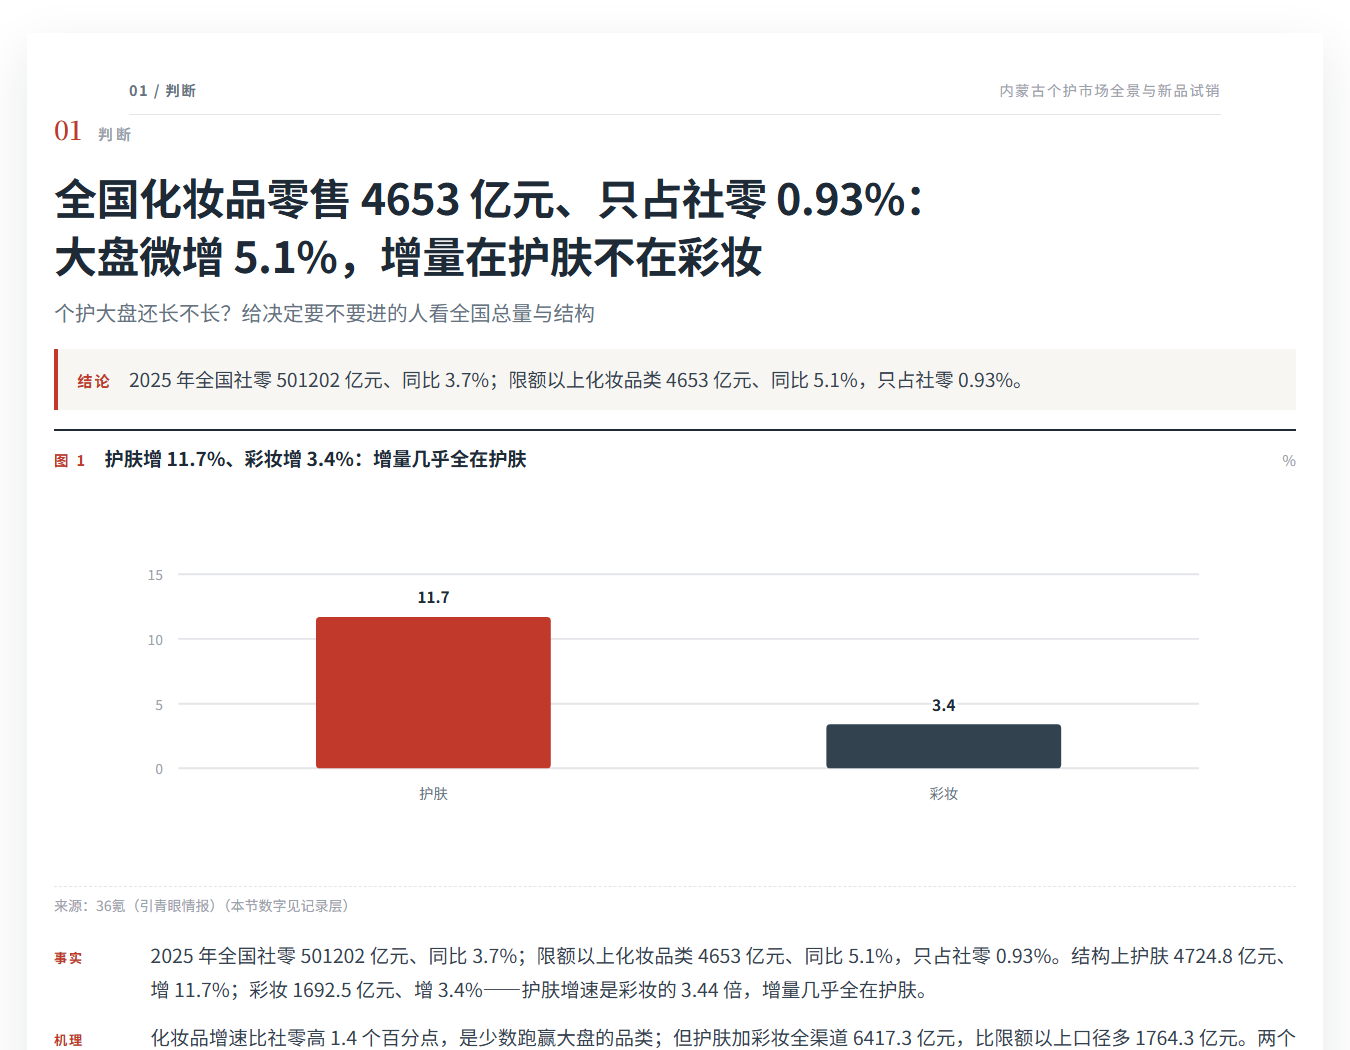 01 / 判断
内蒙古个护市场全景与新品试销
01 判断
全国化妆品零售 4653 亿元、只占社零 0.93%：
大盘微增 5.1%，增量在护肤不在彩妆
个护大盘还长不长？给决定要不要进的人看全国总量与结构
结论 2025 年全国社零 501202 亿元、同比 3.7%；限额以上化妆品类 4653 亿元、同比 5.1%，只占社零 0.93%。
图 1 护肤增 11.7%、彩妆增 3.4%：增量几乎全在护肤
%
15
11.7
10
5
3.4
0
护肤
彩妆
来源：36氪（引青眼情报）（本节数字见记录层）
事实 2025 年全国社零 501202 亿元、同比 3.7%；限额以上化妆品类 4653 亿元、同比 5.1%，只占社零 0.93%。结构上护肤 4724.8 亿元、
增 11.7%；彩妆 1692.5 亿元、增 3.4%——护肤增速是彩妆的 3.44 倍，增量几乎全在护肤。
机理 化妆品增速比社零高 1.4 个百分点，是少数跑赢大盘的品类；但护肤加彩妆全渠道 6417.3 亿元，比限额以上口径多 1764.3 亿元。两个